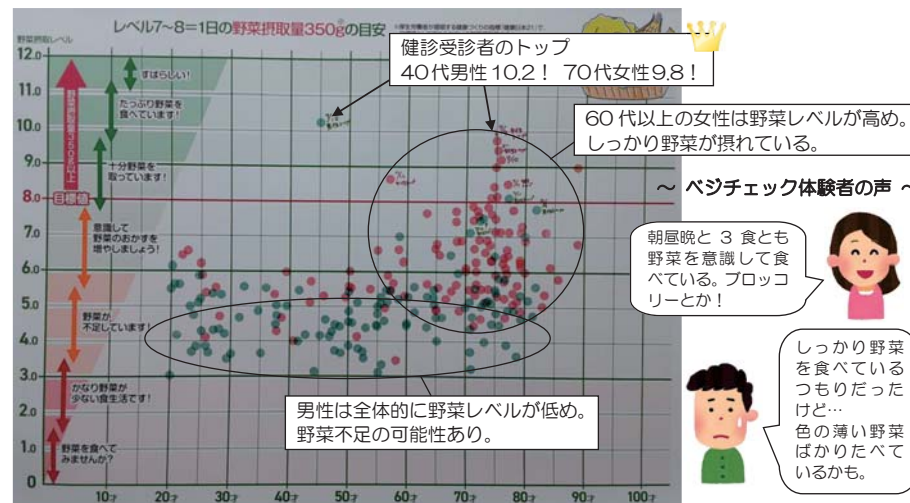 レベル7~8=1日の野菜摂取量350gの目安
野菜摂取レベル
12.0
11.0
10.0
9.0
8.0
7.0
6.0
5.0
4.0
3.0
2.0
1.0
0
10才
20才
30才
40才
50才
60才
70才
80才
90才
100才
目標値
すばらしい!
たっぷり野菜を
食べています!
十分野菜を
取っています!
意識して
野菜のおかずを
増やしましょう!
野菜が
不足しています!
かなり野菜が
少ない食生活です!
野菜を食べて
みませんか?
健診受診者のトップ
40代男性10.2! 70代女性9.8!
60代以上の女性は野菜レベルが高め。
しっかり野菜が摂れている。
男性は全体的に野菜レベルが低め。
野菜不足の可能性あり。
~ ベジチェック体験者の声 ~
朝昼晩と 3 食とも
野菜を意識して食
べている。ブロッコ
リーとか!
しっかり野菜
を食べている
つもりだった
けど…
色の薄い野菜
ばかりたべて
いるかも。